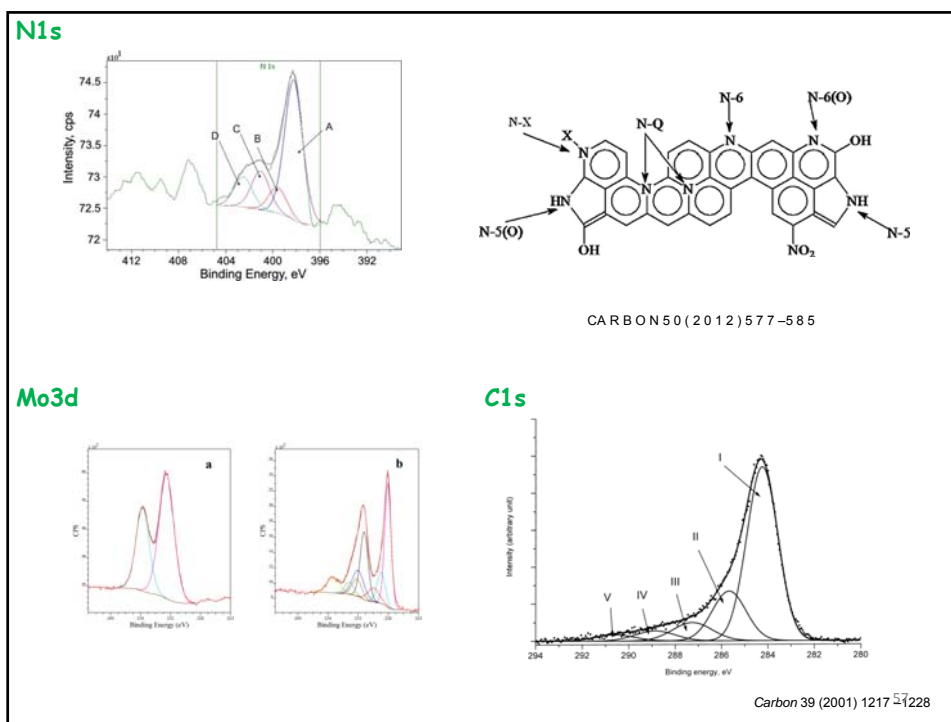 N1s
x10¹
N 1s
74.5
74
73.5
73
72.5
72
Intensity, cps
D
C
B
A
412 408 404 400 396 392
Binding Energy, eV
N-X
N-Q
N-6
N-6(O)
X
N
N
N
N
N
OH
HN
NH
N-5(O)
OH
NO₂
N-5
CARBON 50 (2012) 577–585
Mo3d
a
CPS
Binding Energy (eV)
b
CPS
Binding Energy (eV)
C1s
Intensity (arbitrary unit)
I
II
III
IV
V
294 292 290 288 286 284 282 280
Binding energy, eV
Carbon 39 (2001) 1217–1228
57